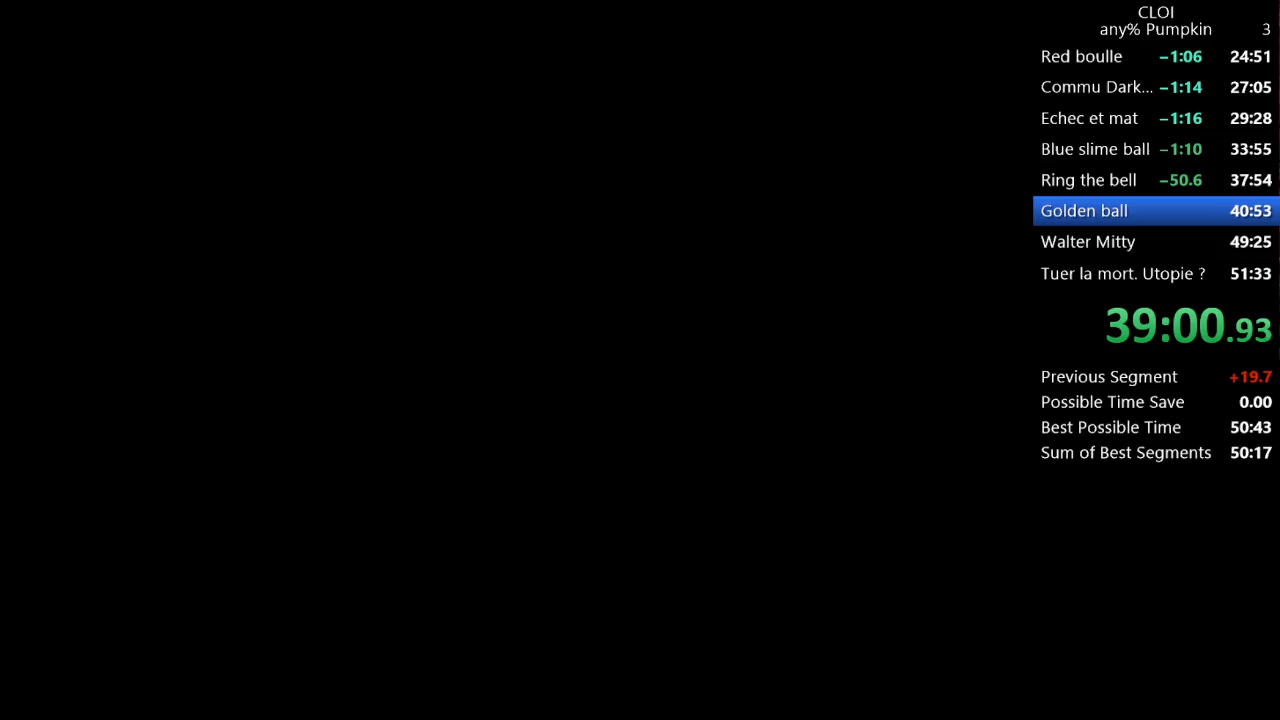 CLOI
any% Pumpkin 3
Red boulle −1:06 24:51
Commu Dark... −1:14 27:05
Echec et mat −1:16 29:28
Blue slime ball −1:10 33:55
Ring the bell −50.6 37:54
Golden ball 40:53
Walter Mitty 49:25
Tuer la mort. Utopie ? 51:33
39:00.93
Previous Segment +19.7
Possible Time Save 0.00
Best Possible Time 50:43
Sum of Best Segments 50:17